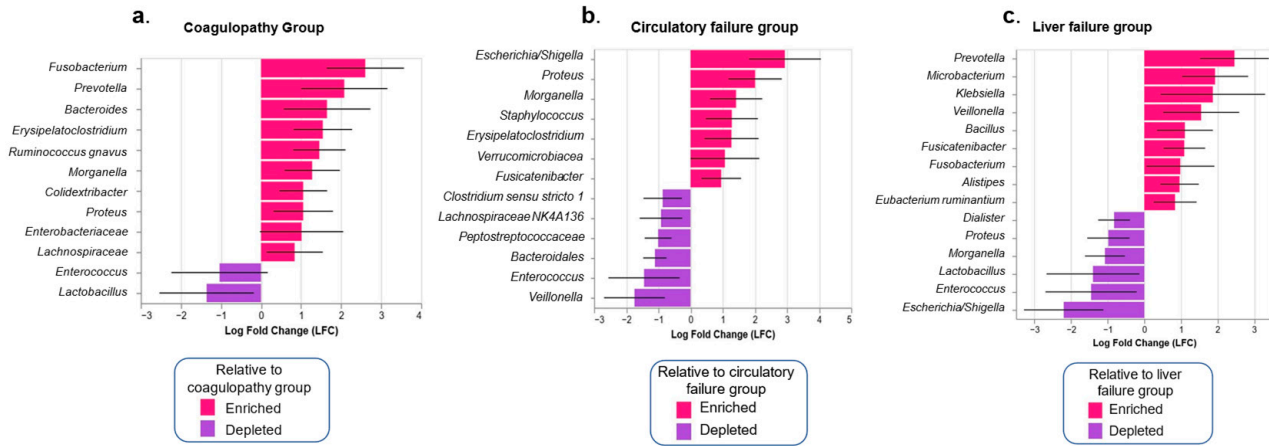 a.
Coagulopathy Group
Fusobacterium
Prevotella
Bacteroides
Erysipelatoclostridium
Ruminococcus gnavus
Morganella
Colidextribacter
Proteus
Enterobacteriaceae
Lachnospiraceae
Enterococcus
Lactobacillus
−3 −2 −1 0 1 2 3 4
Log Fold Change (LFC)
Relative to
coagulopathy group
Enriched
Depleted
b.
Circulatory failure group
Escherichia/Shigella
Proteus
Morganella
Staphylococcus
Erysipelatoclostridium
Verrucomicrobiacea
Fusicatenibacter
Clostridium sensu stricto 1
Lachnospiraceae NK4A136
Peptostreptococcaceae
Bacteroidales
Enterococcus
Veillonella
−3 −2 −1 0 1 2 3 4 5
Log Fold Change (LFC)
Relative to circulatory
failure group
Enriched
Depleted
c.
Liver failure group
Prevotella
Microbacterium
Klebsiella
Veillonella
Bacillus
Fusicatenibacter
Fusobacterium
Alistipes
Eubacterium ruminantium
Dialister
Proteus
Morganella
Lactobacillus
Enterococcus
Escherichia/Shigella
−3 −2 −1 0 1 2 3
Log Fold Change (LFC)
Relative to liver
failure group
Enriched
Depleted